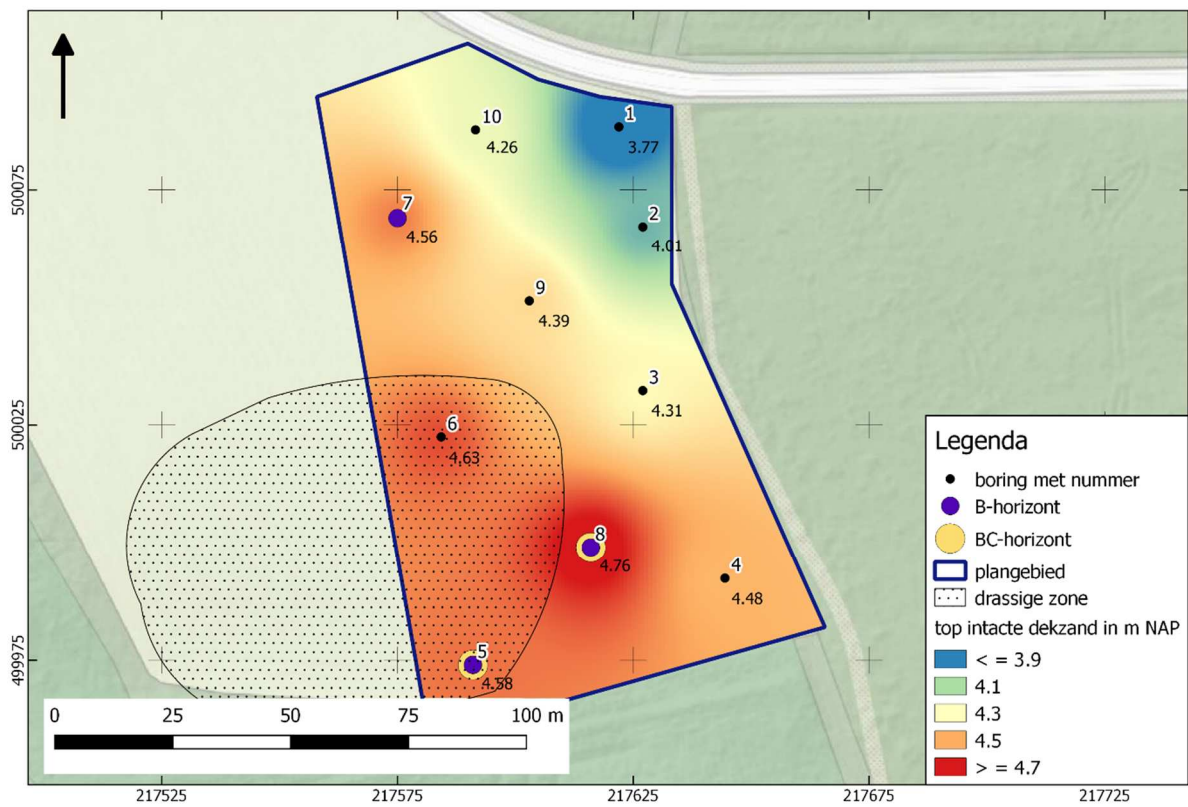 10
4.26
1
3.77
500075
7
4.56
2
4.01
9
4.39
3
4.31
500025
6
4.63
8
4.76
4
4.48
499975
5
4.58
0 25 50 75 100 m
Legenda
boring met nummer
B-horizont
BC-horizont
plangebied
drassige zone
top intacte dekzand in m NAP
< = 3.9
4.1
4.3
4.5
> = 4.7
217525 217575 217625 217675 217725